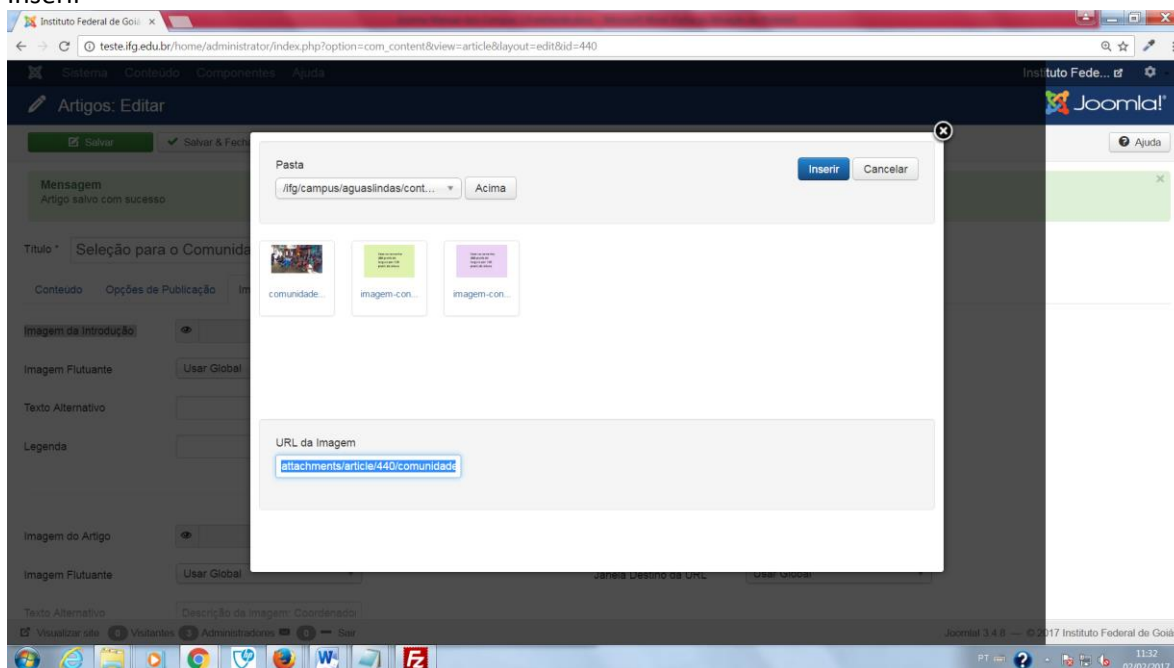 Inserir
Instituto Federal de Goiá
teste.ifg.edu.br/home/administrator/index.php?option=com_content&view=article&layout=edit&id=440
Sistema Conteúdo Componentes Ajuda
Instituto Fede...
Artigos: Editar
Joomla!
Salvar
Salvar & Fech
Ajuda
Mensagem
Artigo salvo com sucesso
Pasta
/ifg/campus/aguaslindas/cont...
Acima
Inserir
Cancelar
Título * Seleção para o Comunida
Conteúdo Opções de Publicação Im
comunidade...
imagem-con...
imagem-con...
Imagem da Introdução
Imagem Flutuante Usar Global
Texto Alternativo
Legenda
URL da Imagem
attachments/article/440/comunidade
Imagem do Artigo
Imagem Flutuante Usar Global
Janela Destino da URL Usar Global
Texto Alternativo Descrição da imagem: Coordenador
Visualizar site 0 Visitantes 3 Administradores 0 Sair
Joomla! 3.4.8 — © 2017 Instituto Federal de Goiás
PT
11:32
02/02/2017